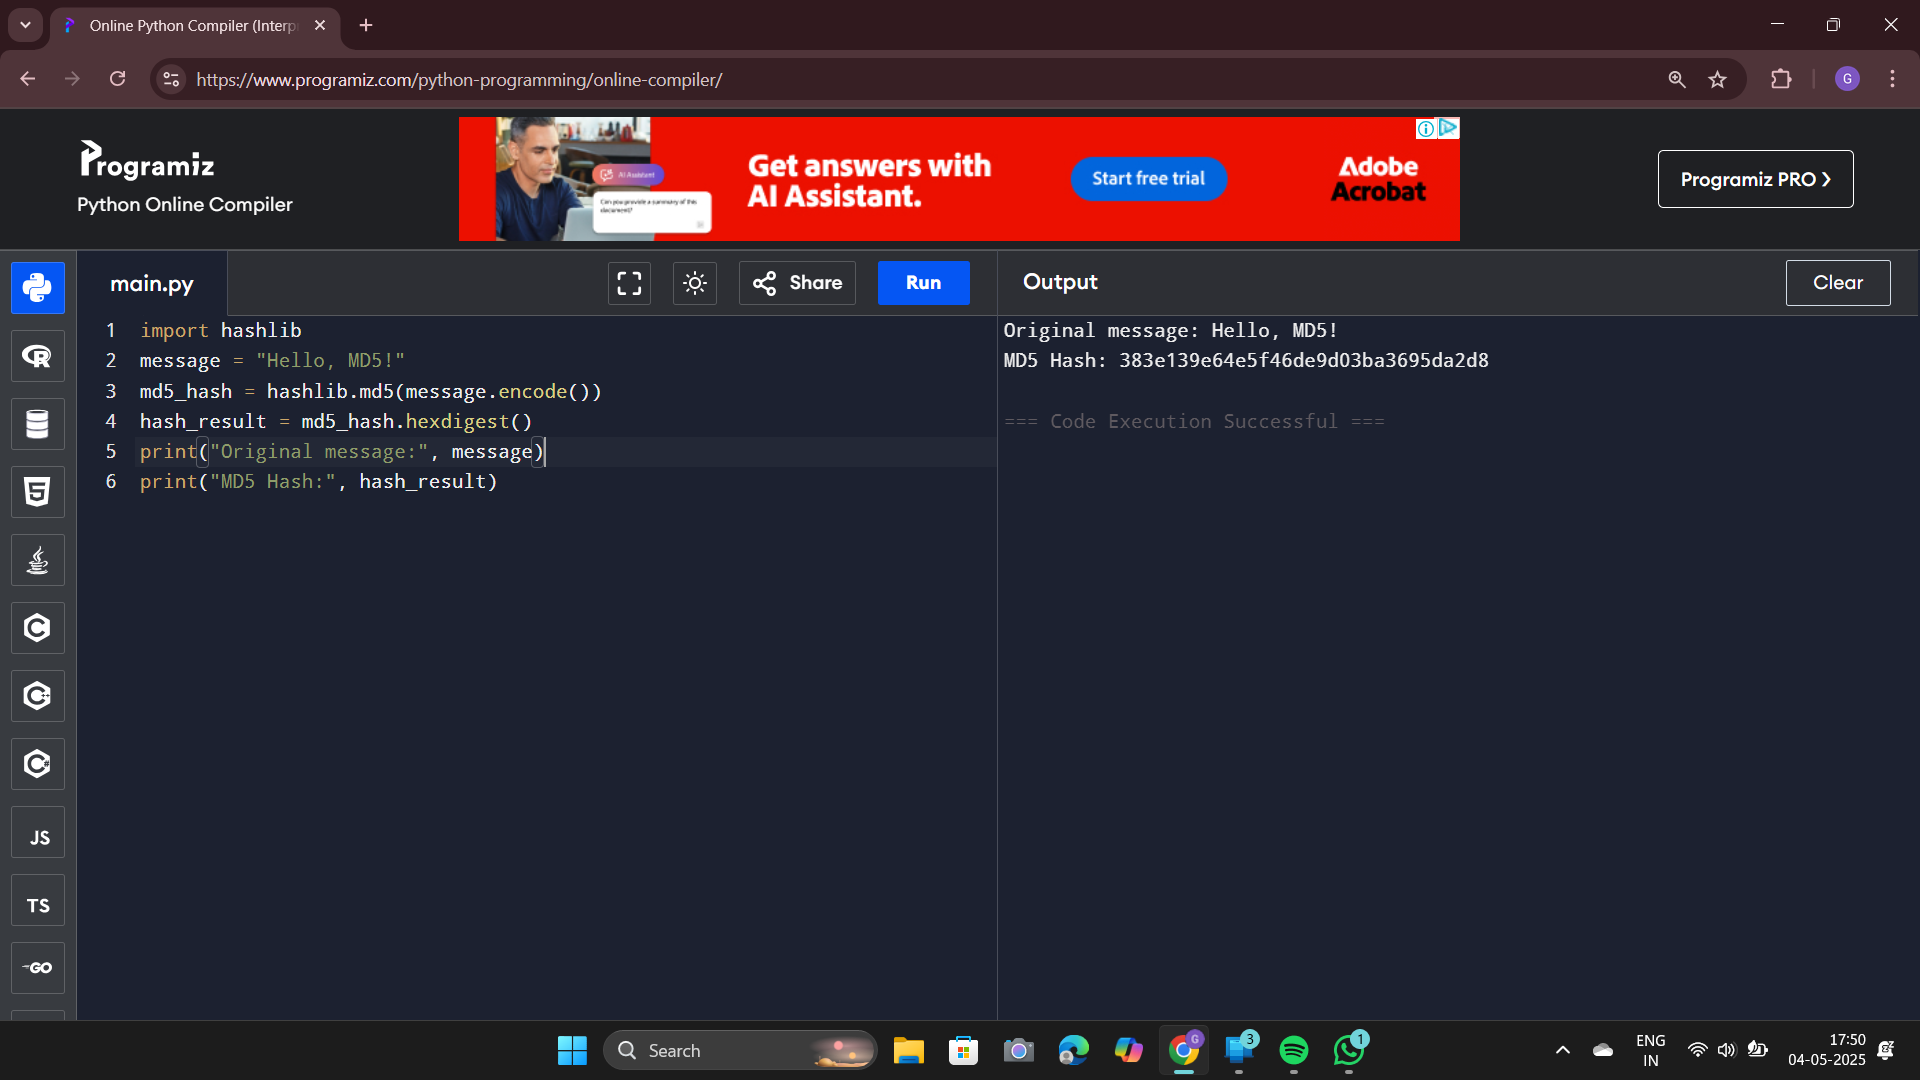 Online Python Compiler (Interp
https://www.programiz.com/python-programming/online-compiler/
G
Programiz
Python Online Compiler
AI Assistant
Can you provide a summary of this document?
Get answers with
AI Assistant.
Start free trial
Adobe
Acrobat
Programiz PRO ❯
main.py
Share
Run
Output
Clear
1 import hashlib
2 message = "Hello, MD5!"
3 md5_hash = hashlib.md5(message.encode())
4 hash_result = md5_hash.hexdigest()
5 print("Original message:", message)
6 print("MD5 Hash:", hash_result)
Original message: Hello, MD5!
MD5 Hash: 383e139e64e5f46de9d03ba3695da2d8
=== Code Execution Successful ===
R
5
C
C++
C#
JS
TS
GO
Search
G
3
1
ENG
IN
17:50
04-05-2025